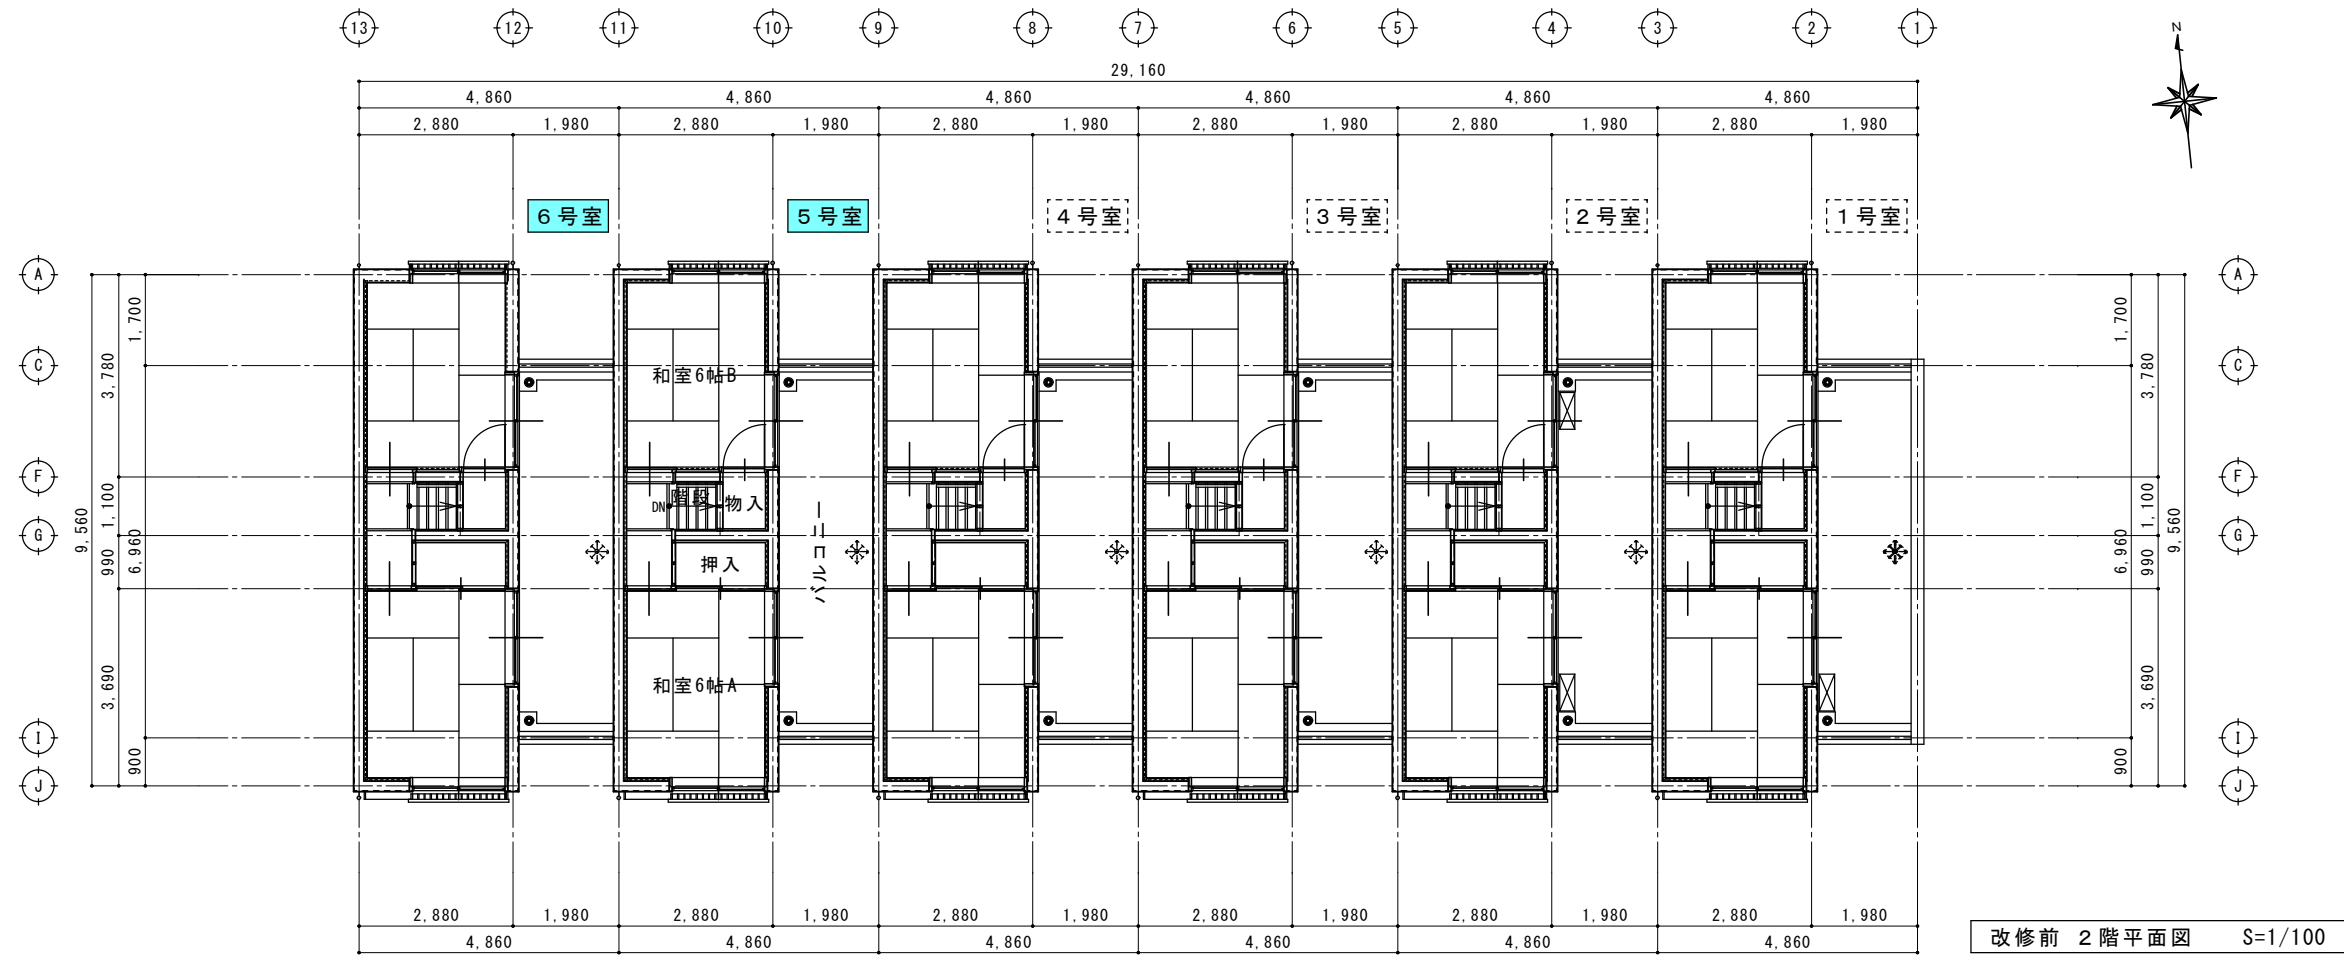 13 12 11 10 9 8 7 6 5 4 3 2 1
N
29,160
4,860 4,860 4,860 4,860 4,860 4,860
2,880 1,980 2,880 1,980 2,880 1,980 2,880 1,980 2,880 1,980 2,880 1,980
6号室 5号室 4号室 3号室 2号室 1号室
A A
1,700 1,700
C C
3,780 3,780
和室6帖B
F F
1,100 1,100
DN 階段 物入
バルコニー
G G
9,560 9,560
6,960 6,960
990 990
押入
3,690 3,690
和室6帖A
I I
900 900
J J
2,880 1,980 2,880 1,980 2,880 1,980 2,880 1,980 2,880 1,980 2,880 1,980
4,860 4,860 4,860 4,860 4,860 4,860
改修前 2階平面図 S=1/100